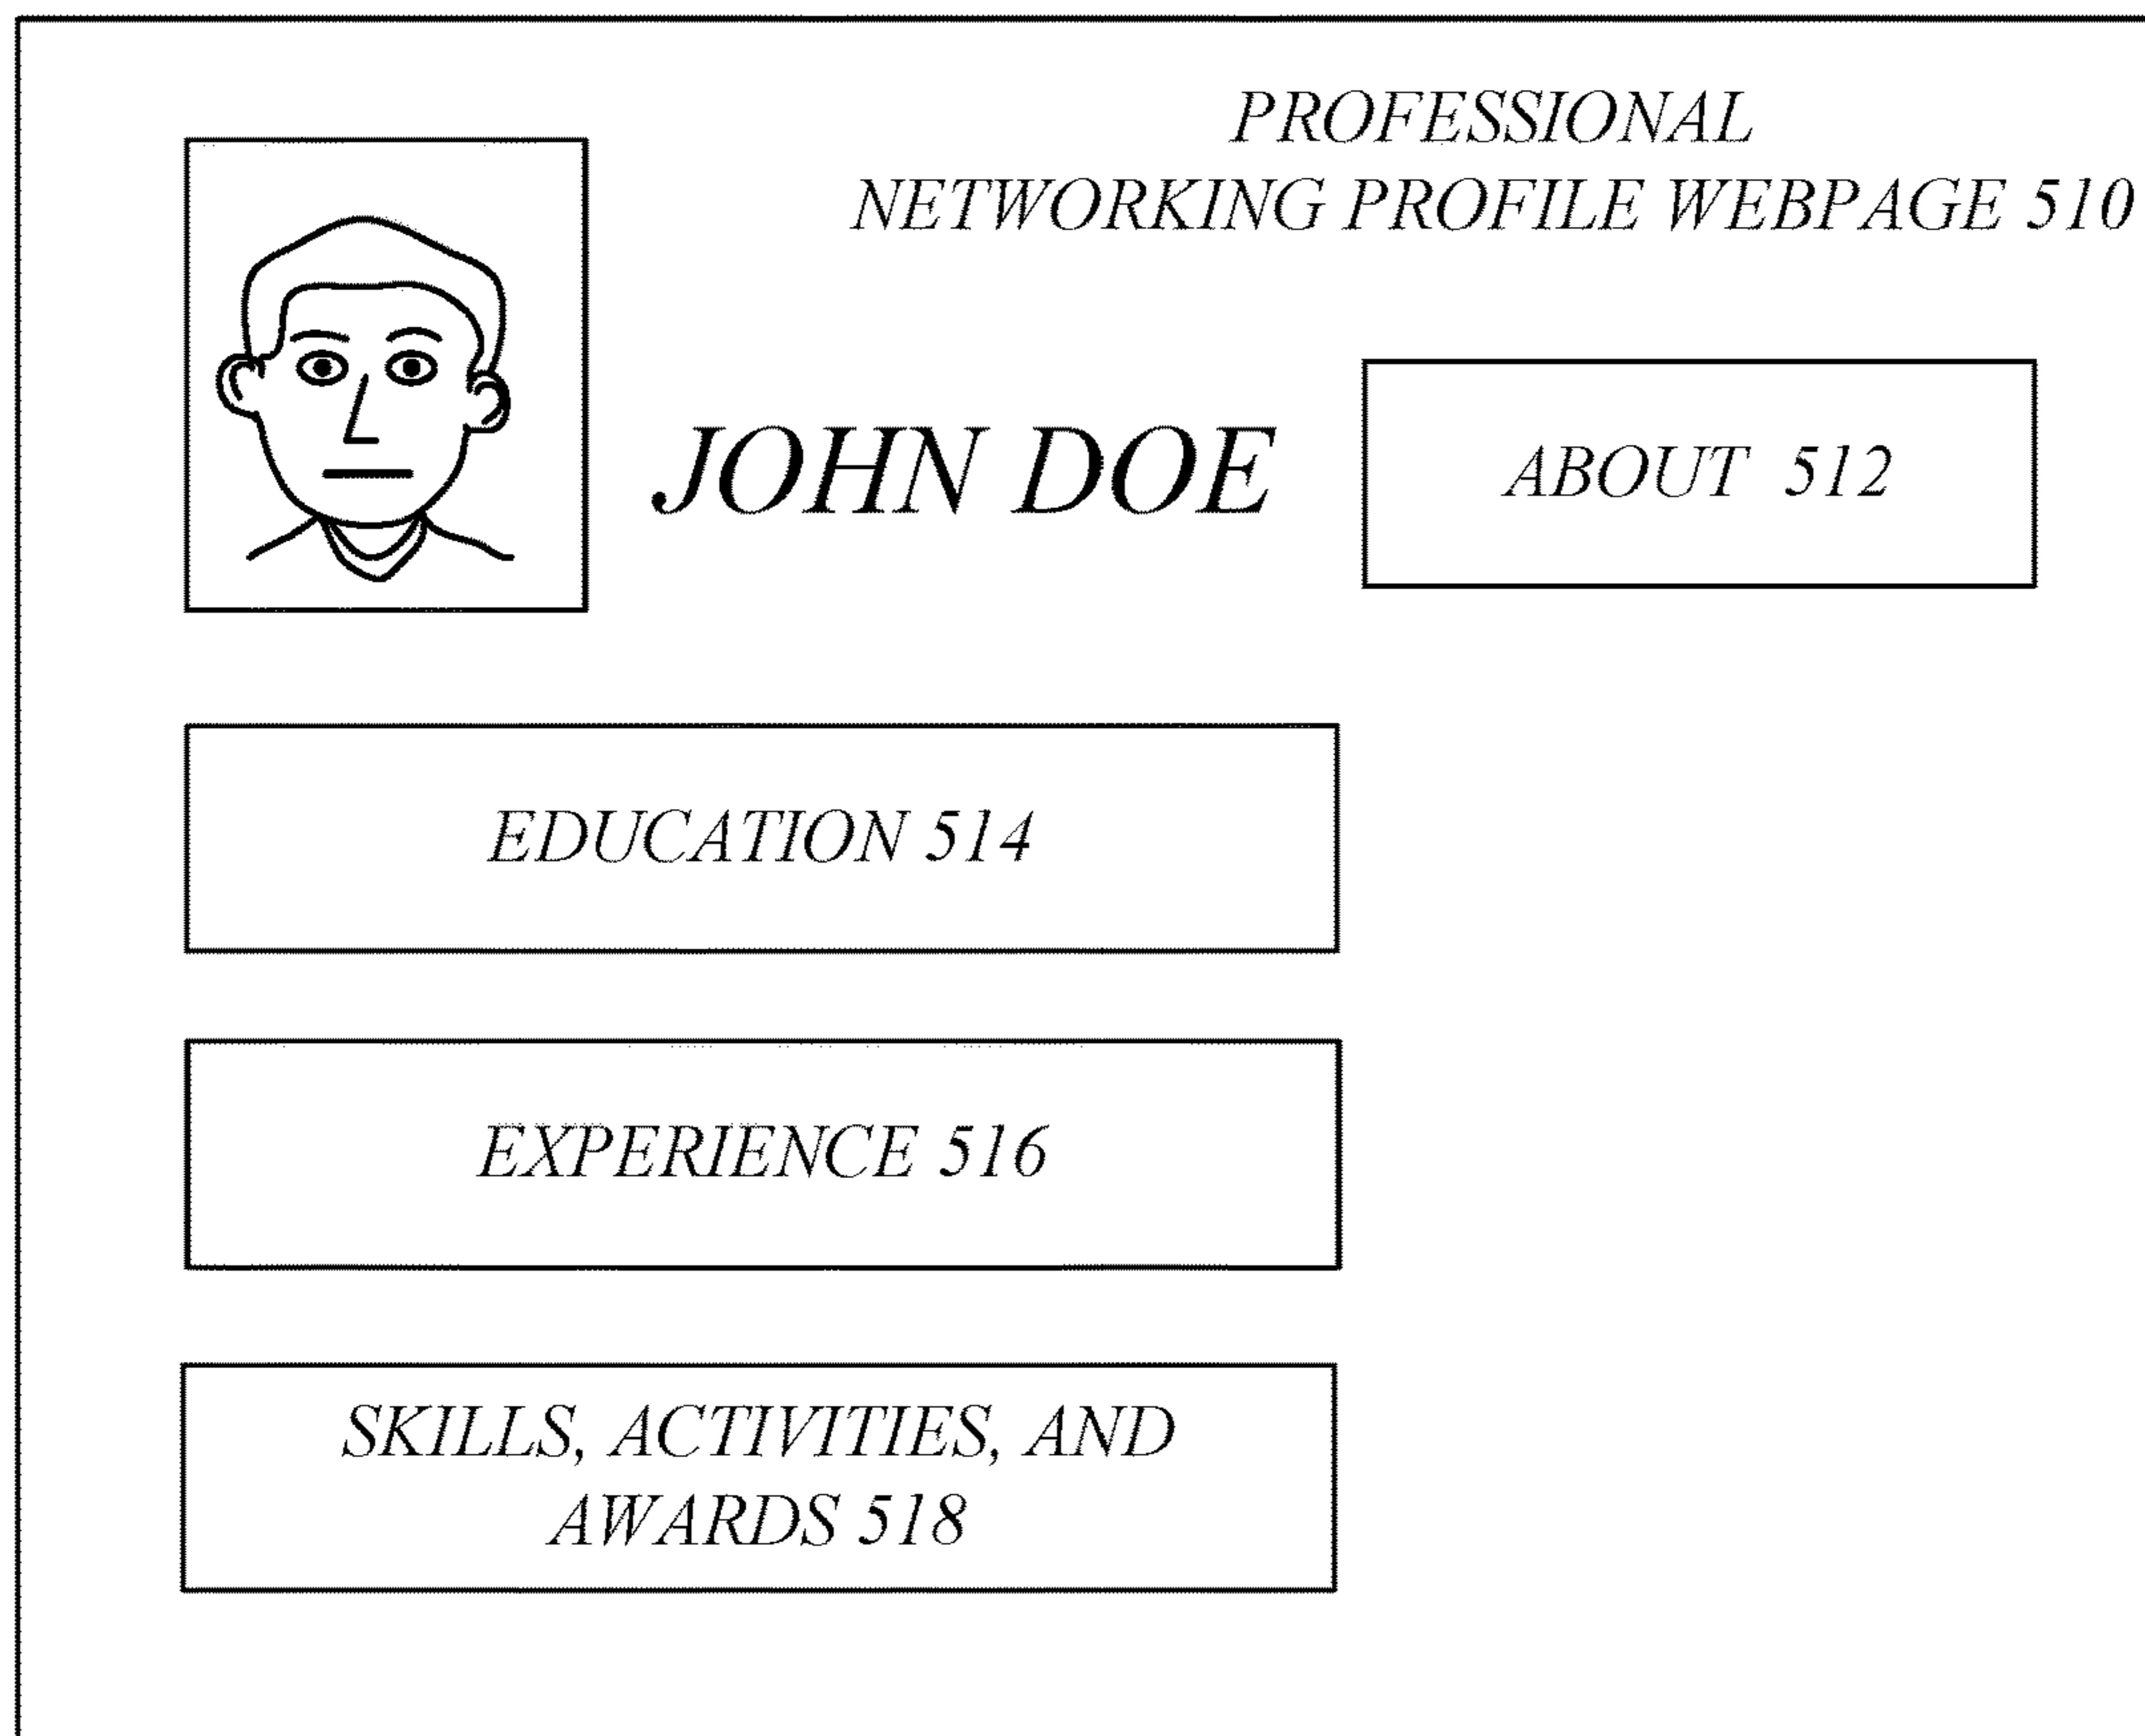 PROFESSIONAL
NETWORKING PROFILE WEBPAGE 510
JOHN DOE
ABOUT 512
EDUCATION 514
EXPERIENCE 516
SKILLS, ACTIVITIES, AND
AWARDS 518